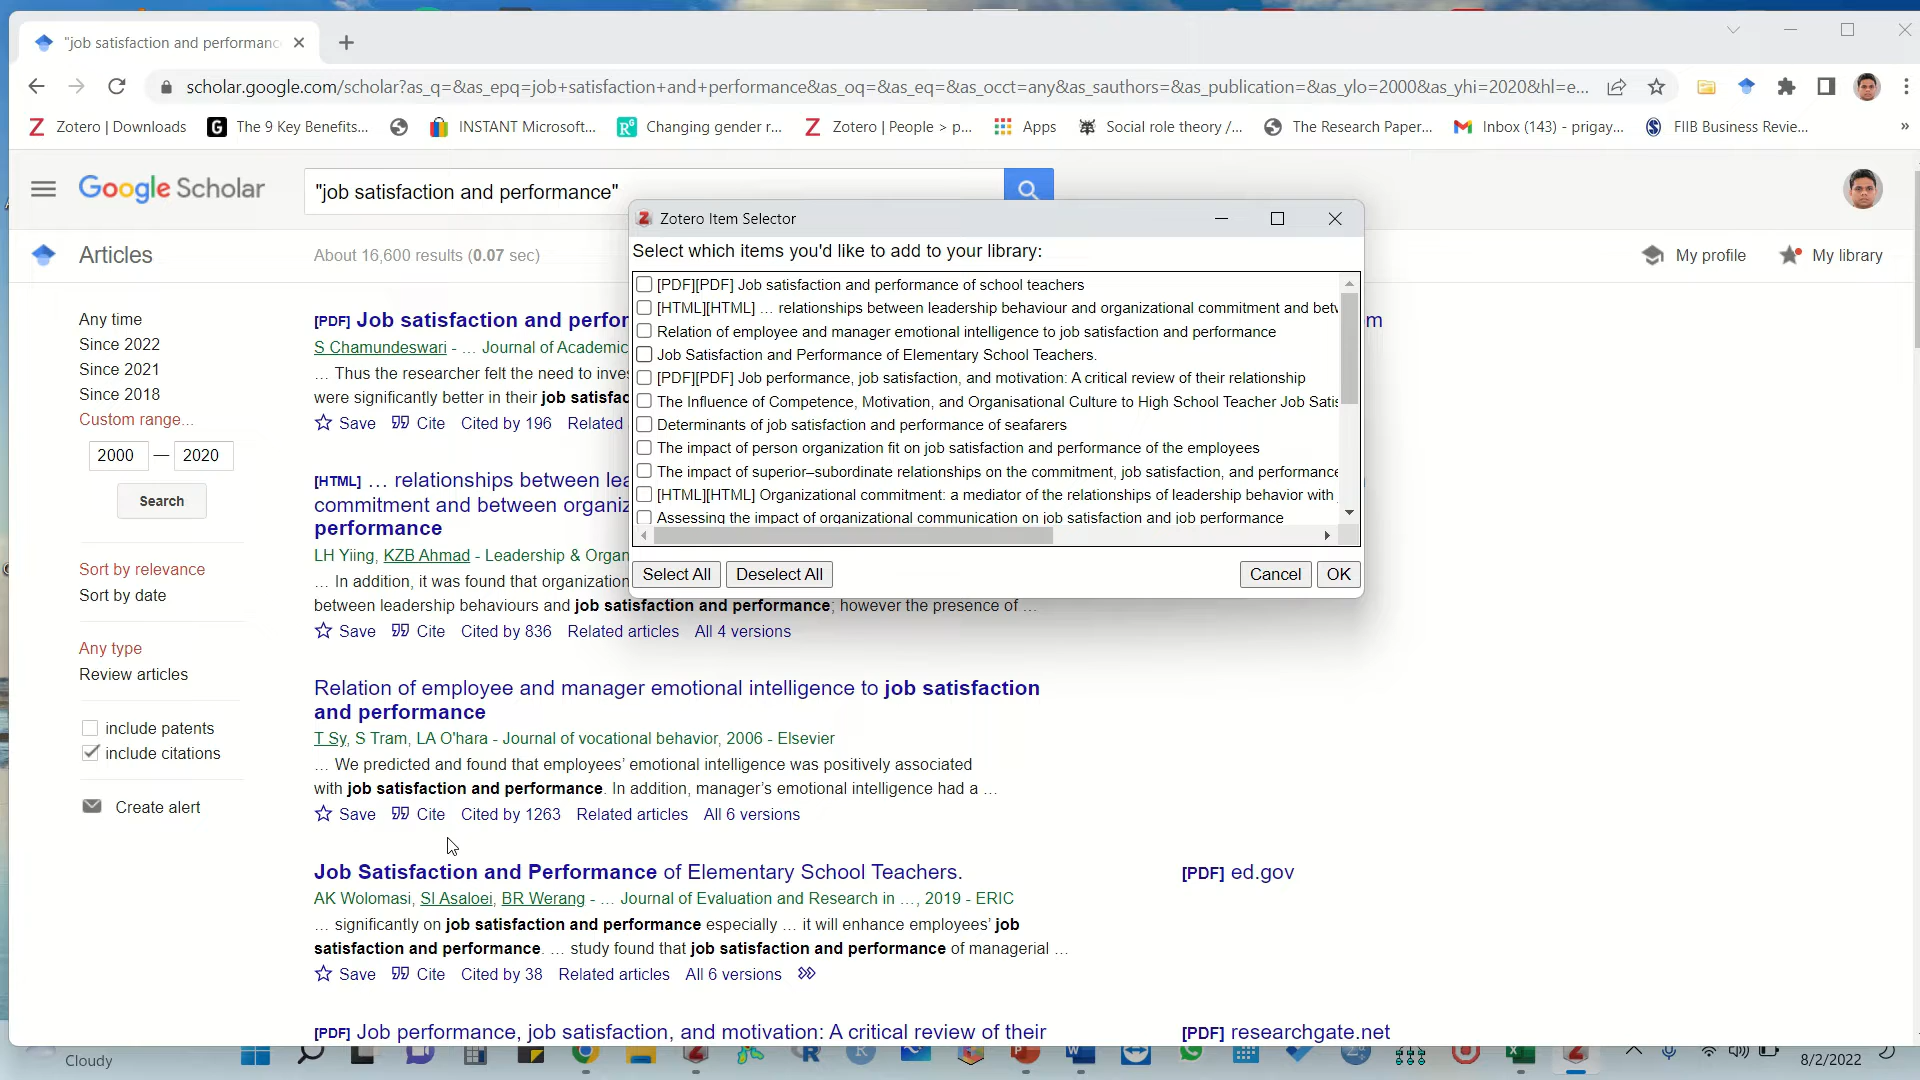 "job satisfaction and performanc
scholar.google.com/scholar?as_q=&as_epq=job+satisfaction+and+performance&as_oq=&as_eq=&as_occt=any&as_sauthors=&as_publication=&as_ylo=2000&as_yhi=2020&hl=e...
Zotero | Downloads
The 9 Key Benefits...
INSTANT Microsoft...
Changing gender r...
Zotero | People > p...
Apps
Social role theory /...
The Research Paper...
Inbox (143) - prigay...
FIIB Business Revie...
»
Google Scholar
"job satisfaction and performance"
Articles
About 16,600 results (0.07 sec)
My profile
My library
Any time
Since 2022
Since 2021
Since 2018
Custom range...
2000 — 2020
Search
Sort by relevance
Sort by date
Any type
Review articles
include patents
include citations
Create alert
Zotero Item Selector
Select which items you'd like to add to your library:
[PDF][PDF] Job satisfaction and performance of school teachers
[HTML][HTML] … relationships between leadership behaviour and organizational commitment and betw
Relation of employee and manager emotional intelligence to job satisfaction and performance
Job Satisfaction and Performance of Elementary School Teachers.
[PDF][PDF] Job performance, job satisfaction, and motivation: A critical review of their relationship
The Influence of Competence, Motivation, and Organisational Culture to High School Teacher Job Satis
Determinants of job satisfaction and performance of seafarers
The impact of person organization fit on job satisfaction and performance of the employees
The impact of superior–subordinate relationships on the commitment, job satisfaction, and performance
[HTML][HTML] Organizational commitment: a mediator of the relationships of leadership behavior with
Assessing the impact of organizational communication on job satisfaction and job performance
Select All
Deselect All
Cancel
OK
[PDF] Job satisfaction and perfor
m
S Chamundeswari - … Journal of Academic
… Thus the researcher felt the need to inves
were significantly better in their job satisfac
Save Cite Cited by 196 Related
[HTML] … relationships between lea
commitment and between organiz
performance
LH Yiing, KZB Ahmad - Leadership & Organ
… In addition, it was found that organization
between leadership behaviours and job satisfaction and performance; however the presence of …
Save Cite Cited by 836 Related articles All 4 versions
Relation of employee and manager emotional intelligence to job satisfaction
and performance
T Sy, S Tram, LA O'hara - Journal of vocational behavior, 2006 - Elsevier
… We predicted and found that employees' emotional intelligence was positively associated
with job satisfaction and performance. In addition, manager's emotional intelligence had a …
Save Cite Cited by 1263 Related articles All 6 versions
Job Satisfaction and Performance of Elementary School Teachers.
[PDF] ed.gov
AK Wolomasi, SI Asaloei, BR Werang - … Journal of Evaluation and Research in …, 2019 - ERIC
… significantly on job satisfaction and performance especially … it will enhance employees' job
satisfaction and performance. … study found that job satisfaction and performance of managerial …
Save Cite Cited by 38 Related articles All 6 versions
[PDF] Job performance, job satisfaction, and motivation: A critical review of their
[PDF] researchgate.net
Cloudy
8/2/2022